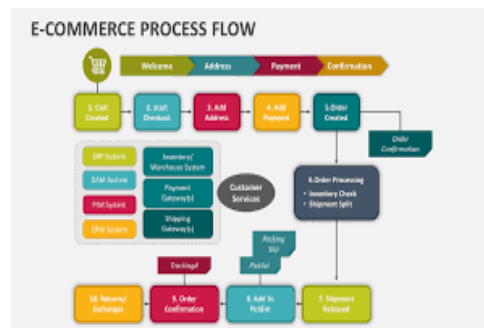 E-COMMERCE PROCESS FLOW
Welcome
Address
Payment
Confirmation
1. Cart
Created
2. Start
Checkout
3. Add
Address
4. Add
Payment
5.Order
Created
Order
Confirmation
ERP System
DAM System
PIM System
CRM System
Inventory/
Warehouse System
Payment
Gateway(s)
Shipping
Gateway(s)
Customer
Services
6.Order Processing
• Inventory Check
• Shipment Split
Packing
Slip
Picklist
Tracking#
10. Returns/
Exchanges
9. Order
Confirmation
8. Add To
Picklist
7. Shipment
Released